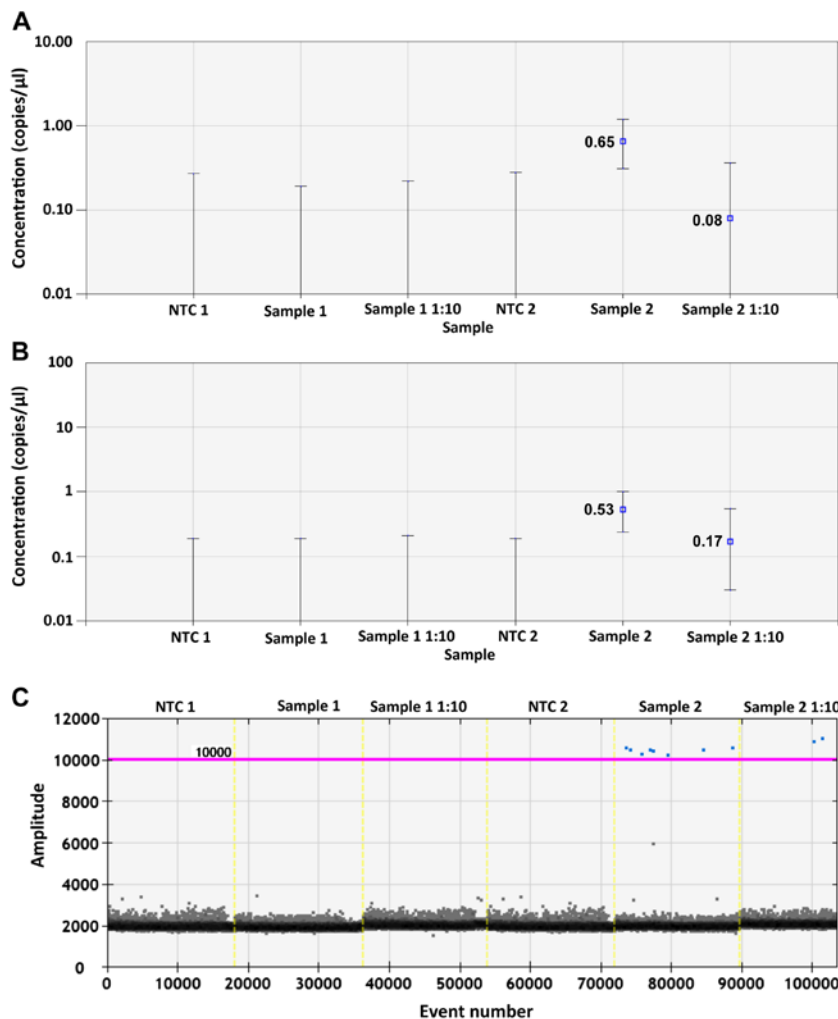 A
Concentration (copies/µl)
10.00
1.00
0.10
0.01
0.65
0.08
NTC 1 Sample 1 Sample 1 1:10 NTC 2 Sample 2 Sample 2 1:10
Sample
B
Concentration (copies/µl)
100
10
1
0.1
0.01
0.53
0.17
NTC 1 Sample 1 Sample 1 1:10 NTC 2 Sample 2 Sample 2 1:10
Sample
C
NTC 1 Sample 1 Sample 1 1:10 NTC 2 Sample 2 Sample 2 1:10
Amplitude
12000
10000
8000
6000
4000
2000
0
10000
0 10000 20000 30000 40000 50000 60000 70000 80000 90000 100000
Event number